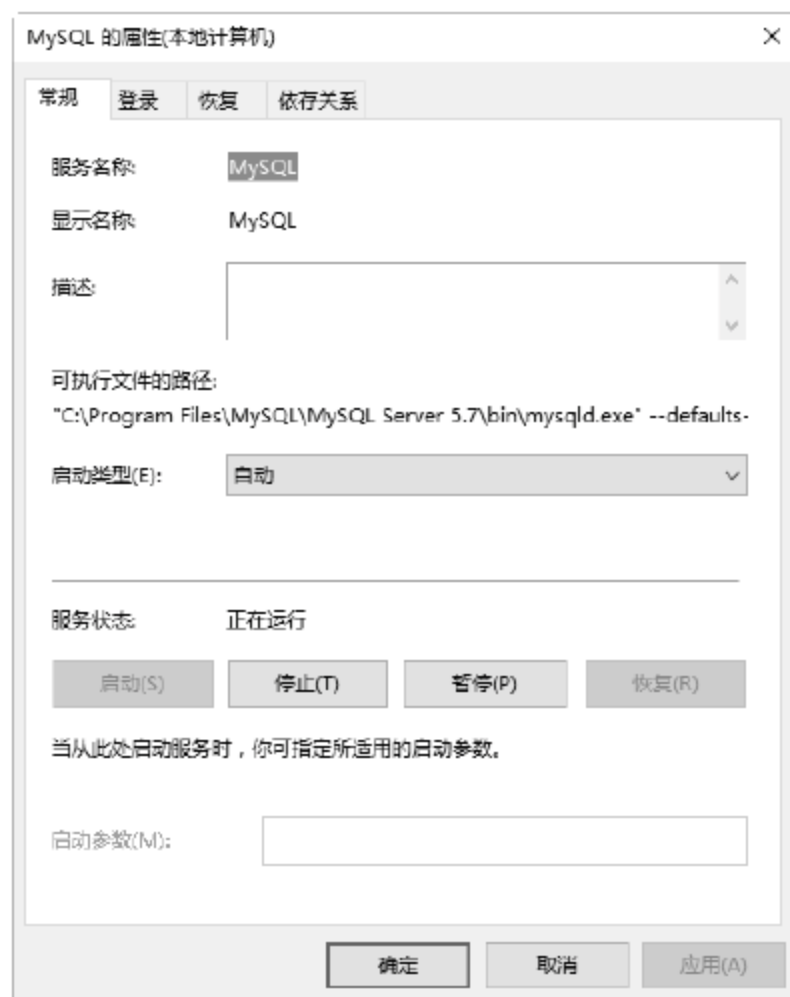 MySQL 的属性(本地计算机)
常规 登录 恢复 依存关系
服务名称: MySQL
显示名称: MySQL
描述:
可执行文件的路径:
"C:\Program Files\MySQL\MySQL Server 5.7\bin\mysqld.exe" --defaults-
启动类型(E): 自动
服务状态: 正在运行
启动(S) 停止(T) 暂停(P) 恢复(R)
当从此处启动服务时，你可指定所适用的启动参数。
启动参数(M):
确定 取消 应用(A)